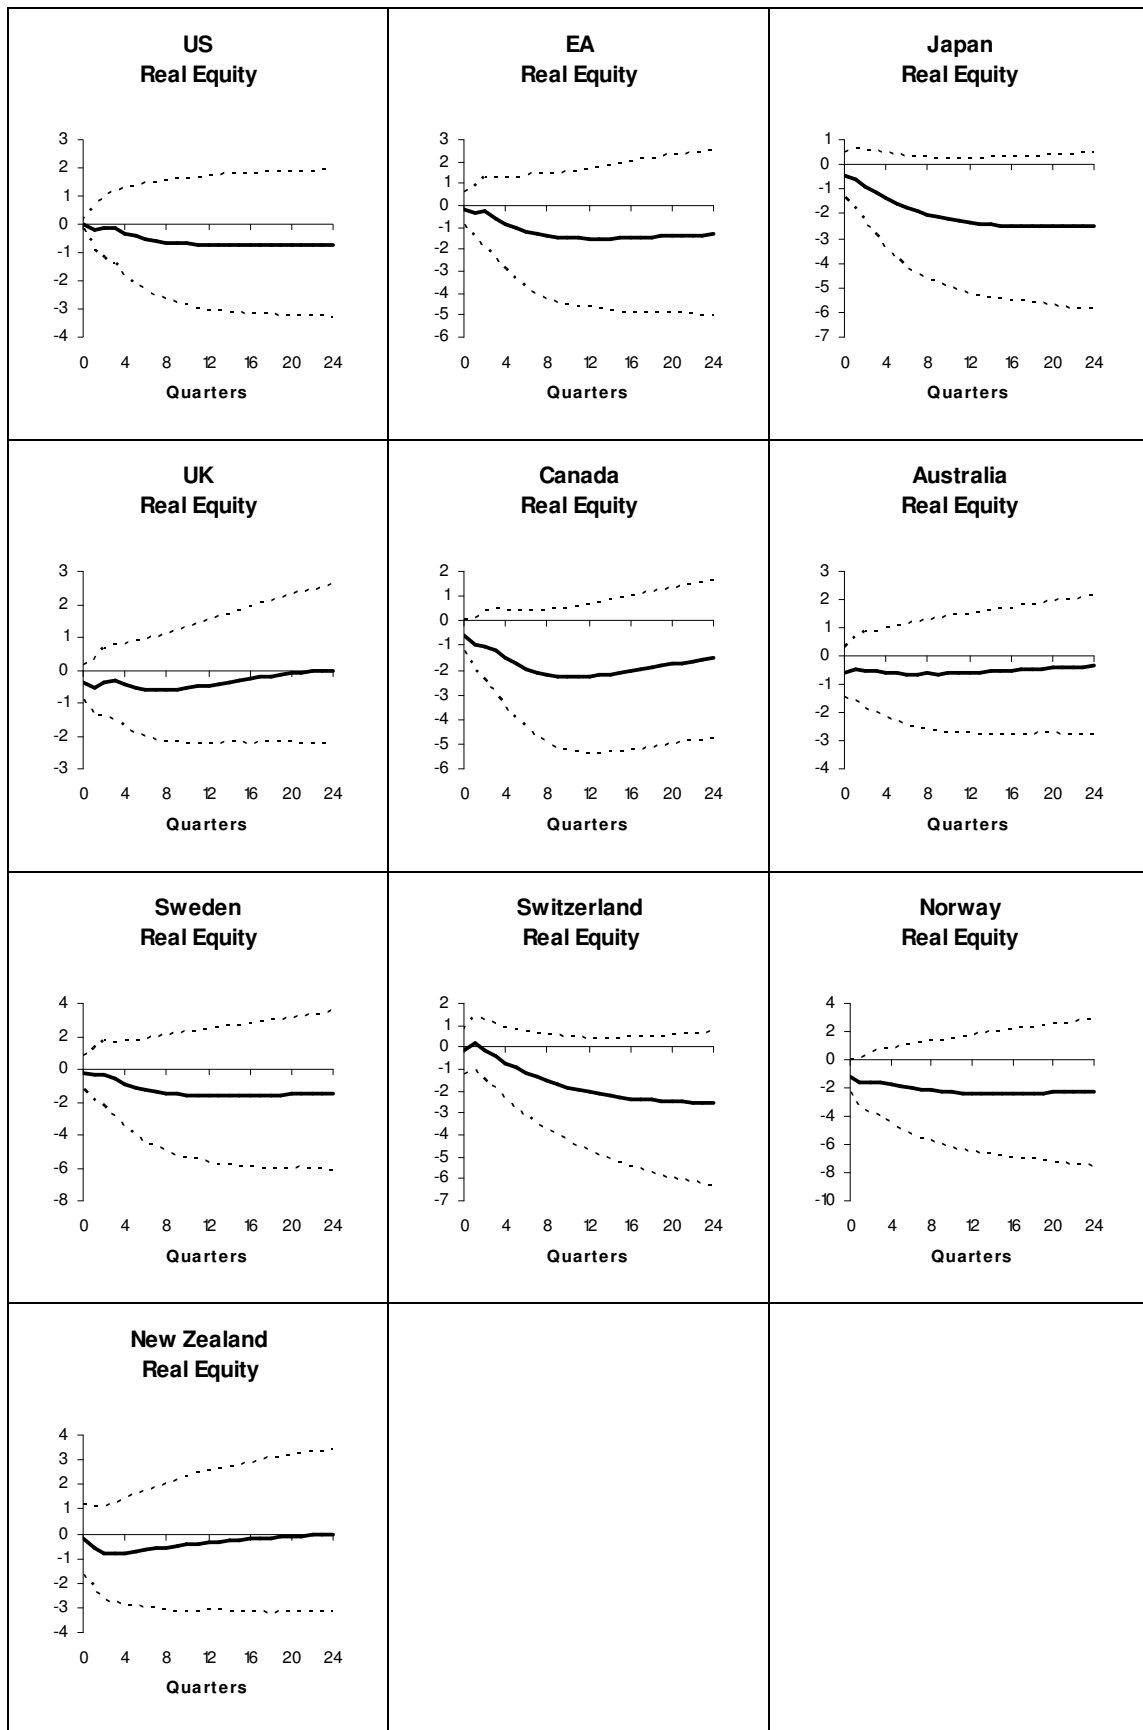 US
Real Equity
3
2
1
0
-1
-2
-3
-4
0 4 8 12 16 20 24
Quarters
EA
Real Equity
3
2
1
0
-1
-2
-3
-4
-5
-6
0 4 8 12 16 20 24
Quarters
Japan
Real Equity
1
0
-1
-2
-3
-4
-5
-6
-7
0 4 8 12 16 20 24
Quarters
UK
Real Equity
3
2
1
0
-1
-2
-3
0 4 8 12 16 20 24
Quarters
Canada
Real Equity
2
1
0
-1
-2
-3
-4
-5
-6
0 4 8 12 16 20 24
Quarters
Australia
Real Equity
3
2
1
0
-1
-2
-3
-4
0 4 8 12 16 20 24
Quarters
Sweden
Real Equity
4
2
0
-2
-4
-6
-8
0 4 8 12 16 20 24
Quarters
Switzerland
Real Equity
2
1
0
-1
-2
-3
-4
-5
-6
-7
0 4 8 12 16 20 24
Quarters
Norway
Real Equity
4
2
0
-2
-4
-6
-8
-10
0 4 8 12 16 20 24
Quarters
New Zealand
Real Equity
4
3
2
1
0
-1
-2
-3
-4
0 4 8 12 16 20 24
Quarters